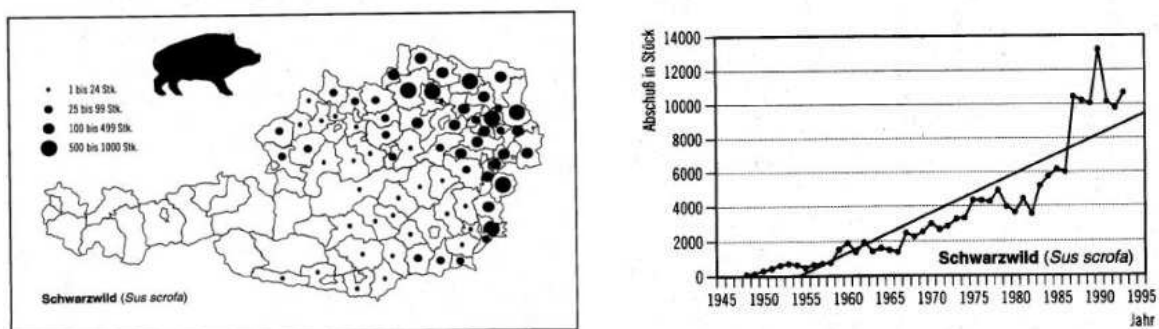 1 bis 24 Stk.
25 bis 99 Stk.
100 bis 499 Stk.
500 bis 1000 Stk.
Schwarzwild (Sus scrofa)
Abschuß in Stück
14000
12000
10000
8000
6000
4000
2000
0
Schwarzwild (Sus scrofa)
1945 1950 1955 1960 1965 1970 1975 1980 1985 1990 1995
Jahr